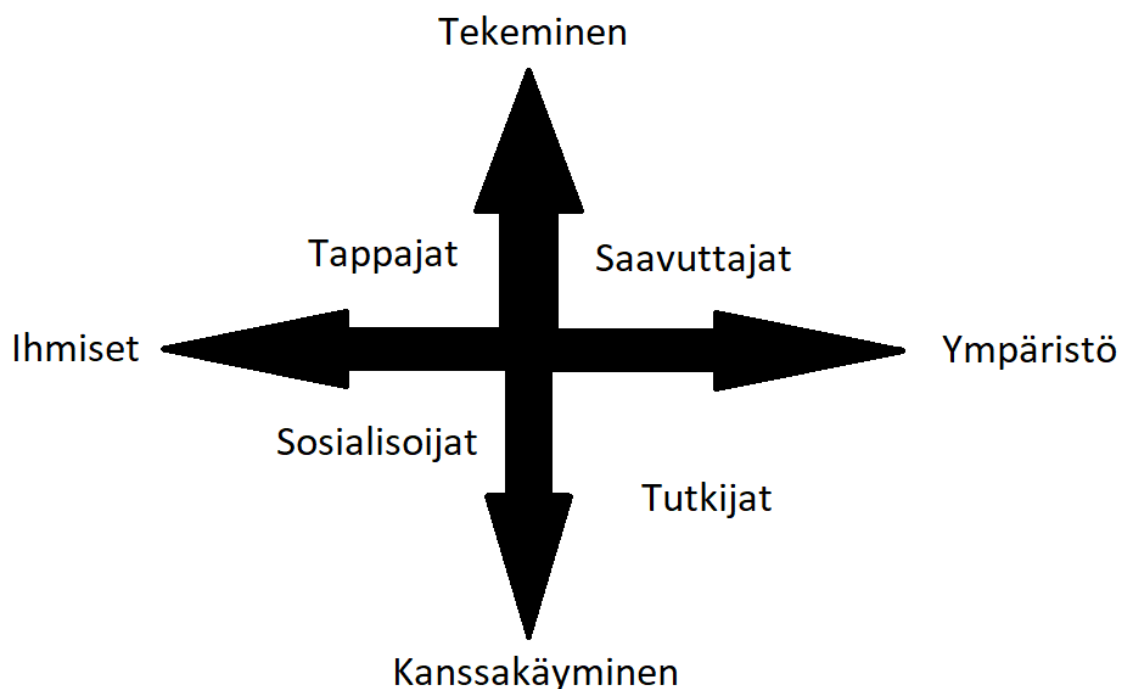 Tekeminen
Tappajat
Saavuttajat
Ihmiset
Ympäristö
Sosialisoijat
Tutkijat
Kanssakäyminen